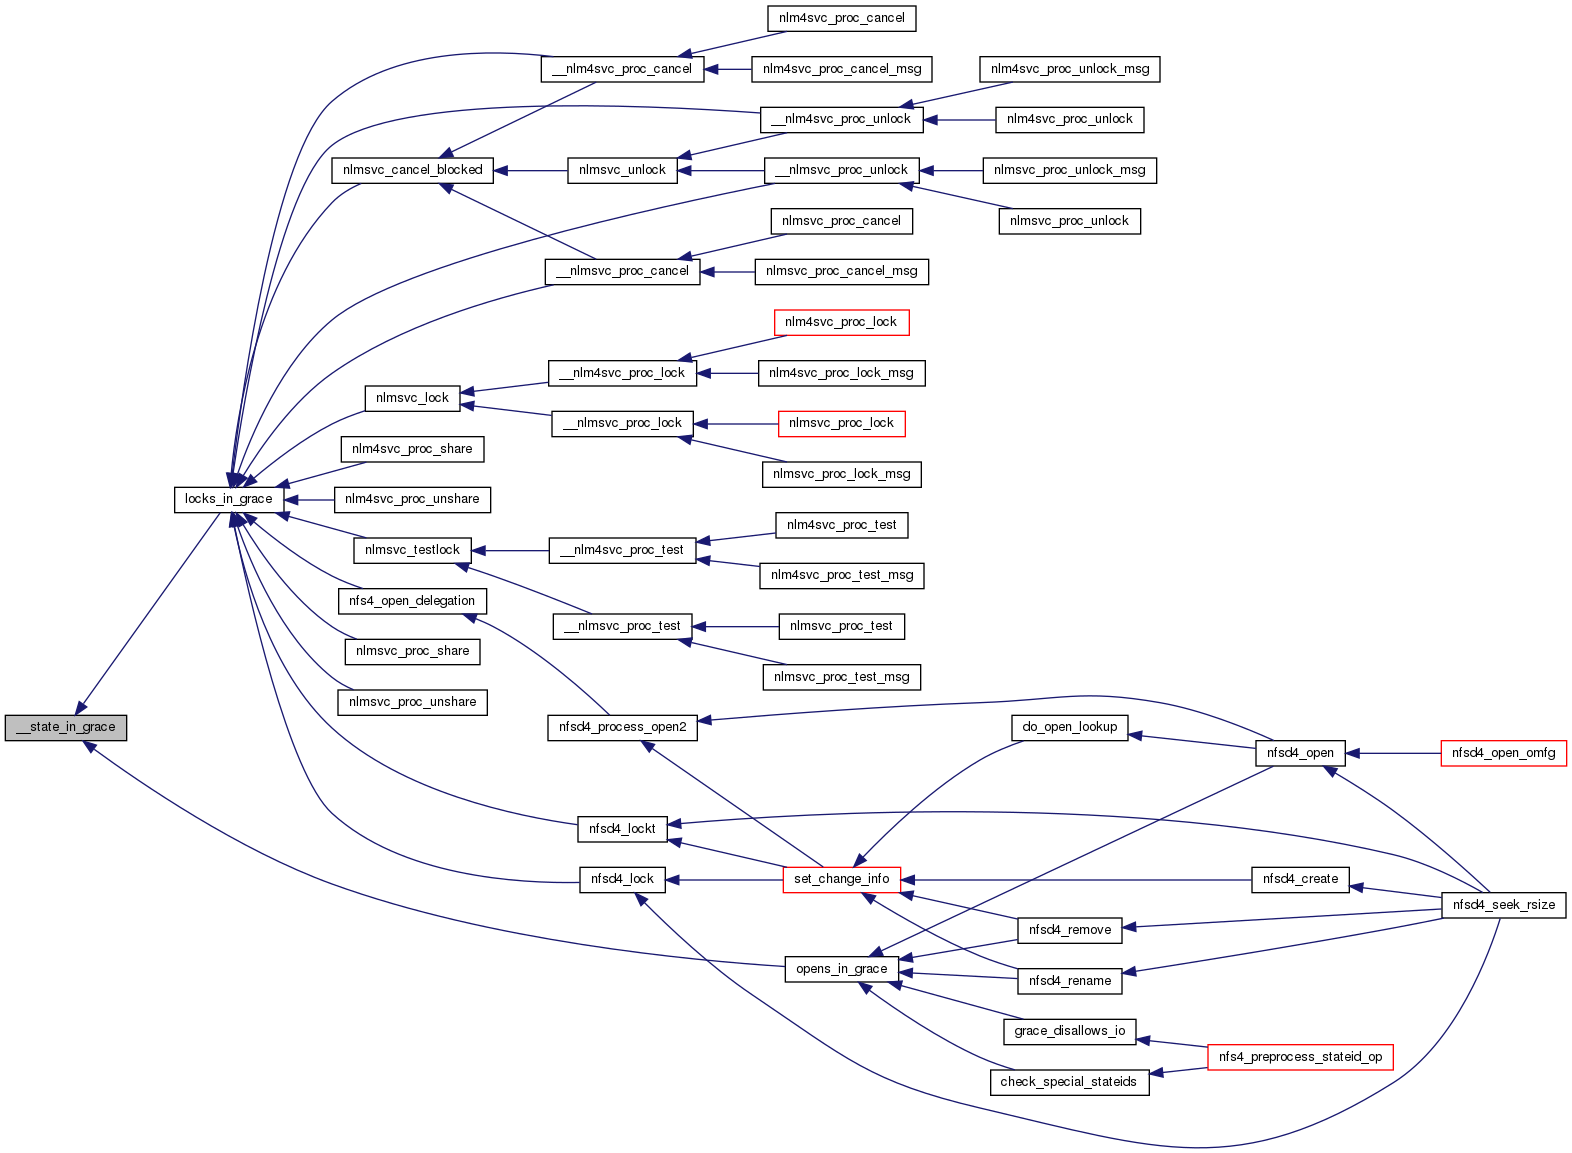 nlm4svc_proc_cancel
__nlm4svc_proc_cancel
nlm4svc_proc_cancel_msg
nlm4svc_proc_unlock_msg
__nlm4svc_proc_unlock
nlm4svc_proc_unlock
nlmsvc_cancel_blocked
nlmsvc_unlock
__nlmsvc_proc_unlock
nlmsvc_proc_unlock_msg
nlmsvc_proc_cancel
nlmsvc_proc_unlock
__nlmsvc_proc_cancel
nlmsvc_proc_cancel_msg
nlm4svc_proc_lock
__nlm4svc_proc_lock
nlm4svc_proc_lock_msg
nlmsvc_lock
__nlmsvc_proc_lock
nlmsvc_proc_lock
nlm4svc_proc_share
nlmsvc_proc_lock_msg
locks_in_grace
nlm4svc_proc_unshare
nlm4svc_proc_test
nlmsvc_testlock
__nlm4svc_proc_test
nlm4svc_proc_test_msg
nfs4_open_delegation
__nlmsvc_proc_test
nlmsvc_proc_test
nlmsvc_proc_share
nlmsvc_proc_test_msg
nlmsvc_proc_unshare
__state_in_grace
nfsd4_process_open2
do_open_lookup
nfsd4_open
nfsd4_open_omfg
nfsd4_lockt
nfsd4_lock
set_change_info
nfsd4_create
nfsd4_seek_rsize
nfsd4_remove
opens_in_grace
nfsd4_rename
grace_disallows_io
nfs4_preprocess_stateid_op
check_special_stateids